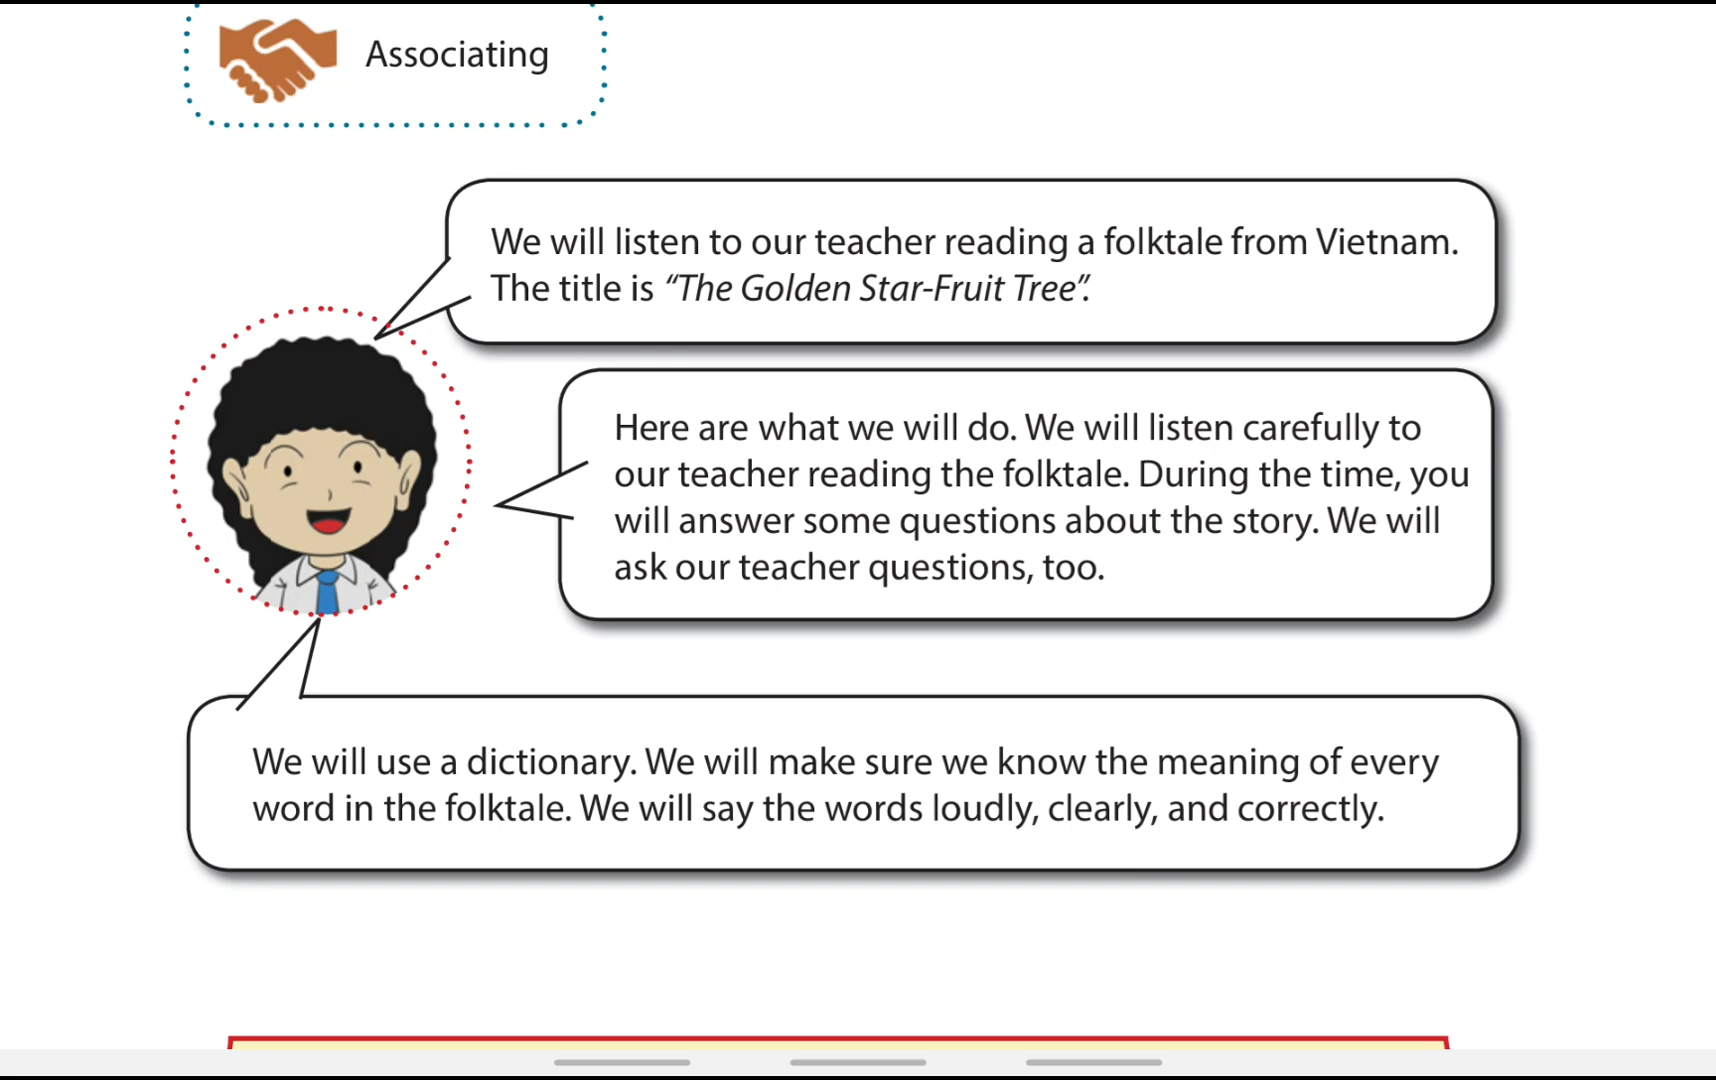 Associating
We will listen to our teacher reading a folktale from Vietnam.
The title is “The Golden Star-Fruit Tree”.
Here are what we will do. We will listen carefully to
our teacher reading the folktale. During the time, you
will answer some questions about the story. We will
ask our teacher questions, too.
We will use a dictionary. We will make sure we know the meaning of every
word in the folktale. We will say the words loudly, clearly, and correctly.